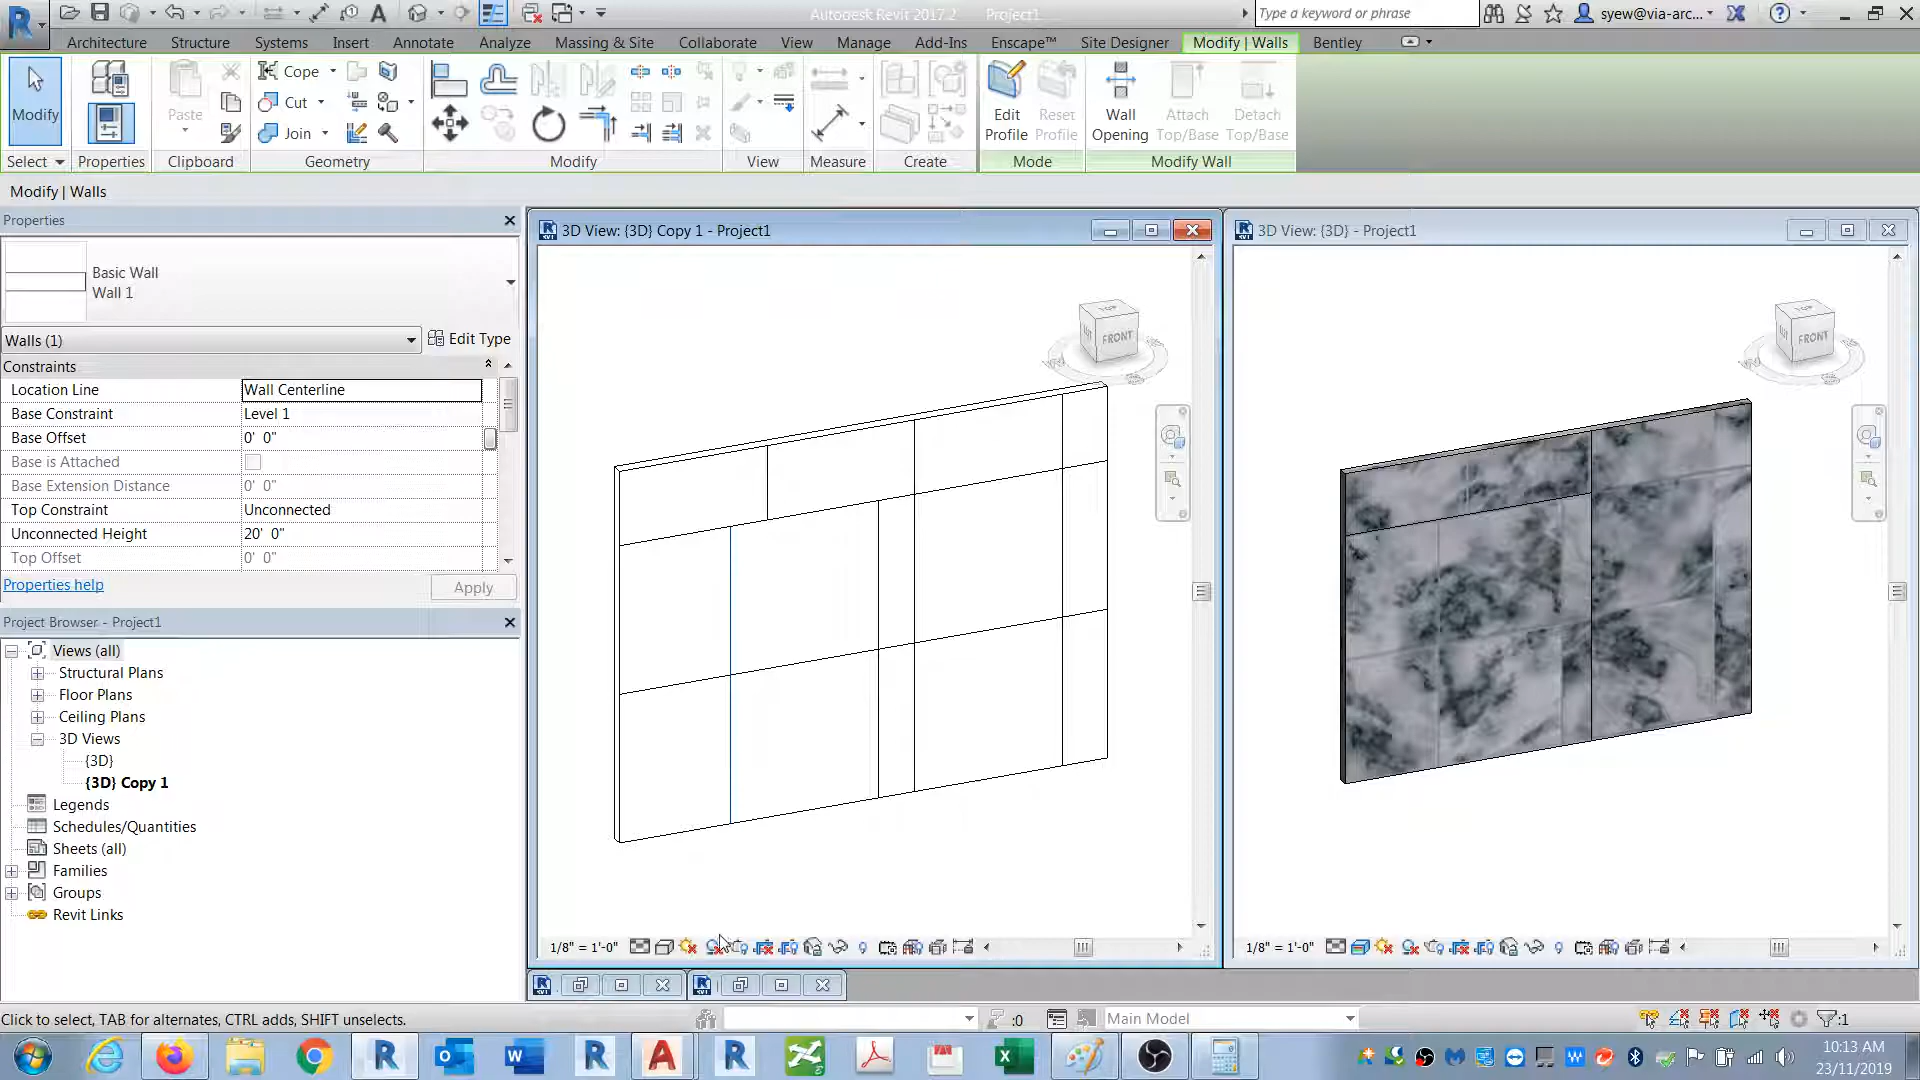 Autodesk Revit 2017.2
Project1
Type a keyword or phrase
syew@via-arc...
Architecture
Structure
Systems
Insert
Annotate
Analyze
Massing & Site
Collaborate
View
Manage
Add-Ins
Enscape™
Site Designer
Modify | Walls
Bentley
Modify
Paste
Cope
Cut
Join
Edit
Profile
Reset
Profile
Wall
Opening
Attach
Top/Base
Detach
Top/Base
Select
Properties
Clipboard
Geometry
Modify
View
Measure
Create
Mode
Modify Wall
Modify | Walls
Properties
Basic Wall
Wall 1
Walls (1)
Edit Type
Constraints
Location Line
Wall Centerline
Base Constraint
Level 1
Base Offset
0' 0"
Base is Attached
Base Extension Distance
0' 0"
Top Constraint
Unconnected
Unconnected Height
20' 0"
Top Offset
0' 0"
Properties help
Apply
Project Browser - Project1
Views (all)
Structural Plans
Floor Plans
Ceiling Plans
3D Views
{3D}
{3D} Copy 1
Legends
Schedules/Quantities
Sheets (all)
Families
Groups
Revit Links
3D View: {3D} Copy 1 - Project1
TOP
FRONT
1/8" = 1'-0"
3D View: {3D} - Project1
TOP
FRONT
1/8" = 1'-0"
Click to select, TAB for alternates, CTRL adds, SHIFT unselects.
:0
Main Model
:1
10:13 AM
23/11/2019